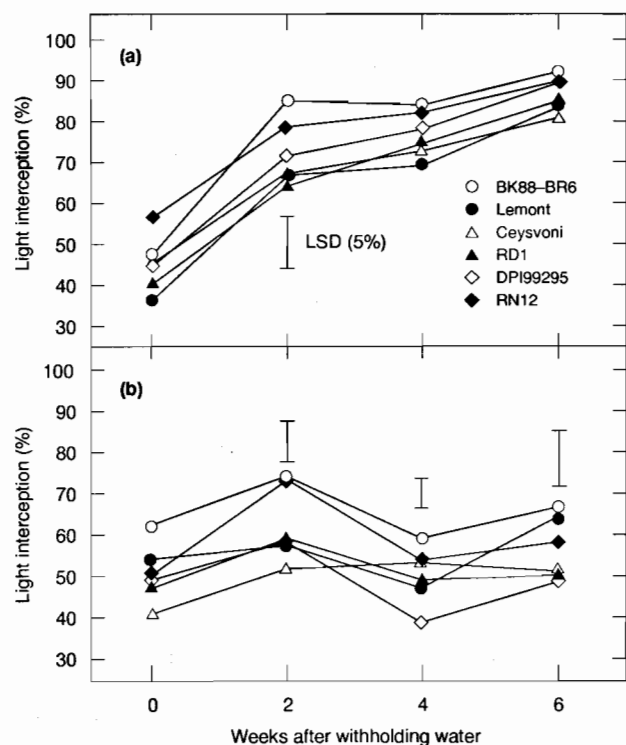 (a)
Light interception (%)
100
90
80
70
60
50
40
30
LSD (5%)
BK88–BR6
Lemont
Ceysvoni
RD1
DPI99295
RN12
(b)
Light interception (%)
100
90
80
70
60
50
40
30
0 2 4 6
Weeks after withholding water